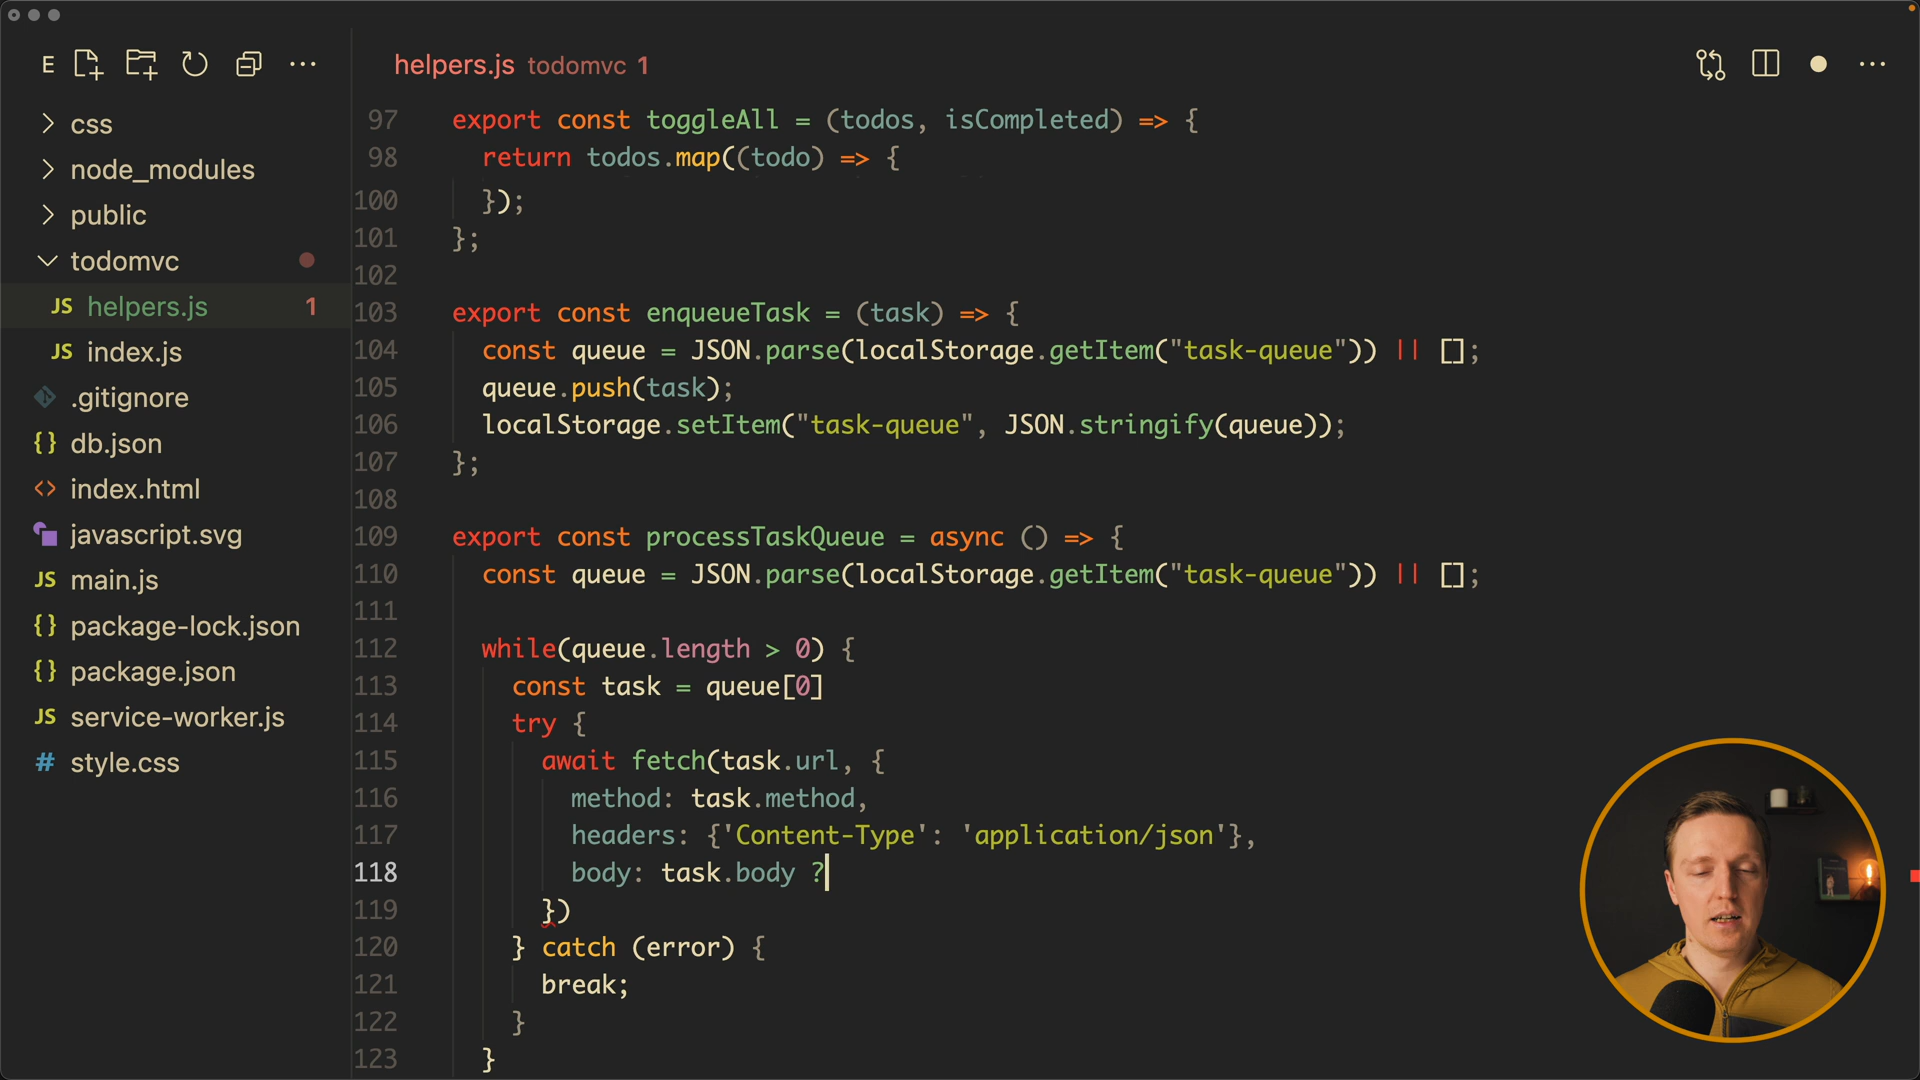 E
helpers.js todomvc 1
css
node_modules
public
todomvc
JS helpers.js 1
JS index.js
.gitignore
{} db.json
<> index.html
javascript.svg
JS main.js
{} package-lock.json
{} package.json
JS service-worker.js
# style.css
97 export const toggleAll = (todos, isCompleted) => {
98 return todos.map((todo) => {
100 });
101 };
102
103 export const enqueueTask = (task) => {
104 const queue = JSON.parse(localStorage.getItem("task-queue")) || [];
105 queue.push(task);
106 localStorage.setItem("task-queue", JSON.stringify(queue));
107 };
108
109 export const processTaskQueue = async () => {
110 const queue = JSON.parse(localStorage.getItem("task-queue")) || [];
111
112 while(queue.length > 0) {
113 const task = queue[0]
114 try {
115 await fetch(task.url, {
116 method: task.method,
117 headers: {'Content-Type': 'application/json'},
118 body: task.body ?
119 })
120 } catch (error) {
121 break;
122 }
123 }